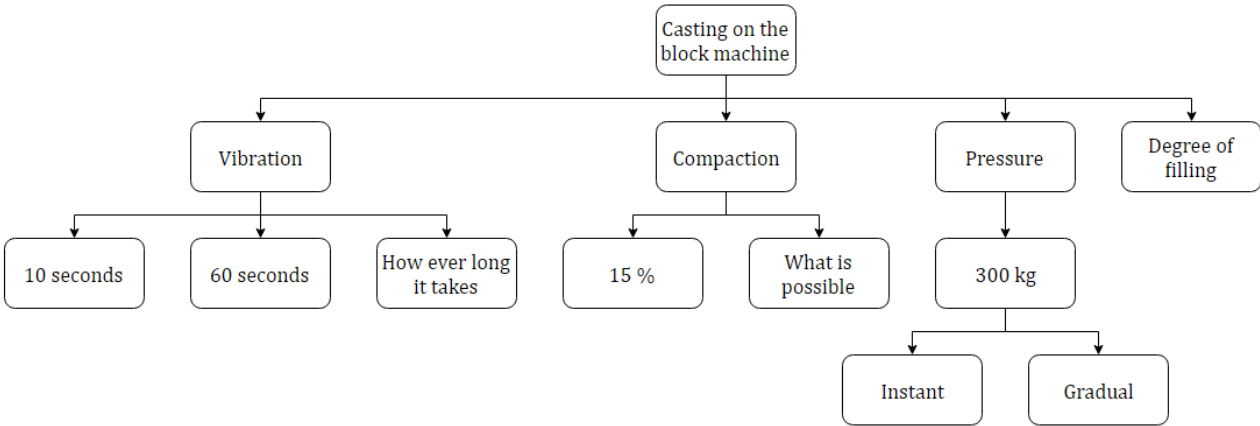 Casting on the
block machine
Vibration
Compaction
Pressure
Degree of
filling
10 seconds
60 seconds
How ever long
it takes
15 %
What is
possible
300 kg
Instant
Gradual